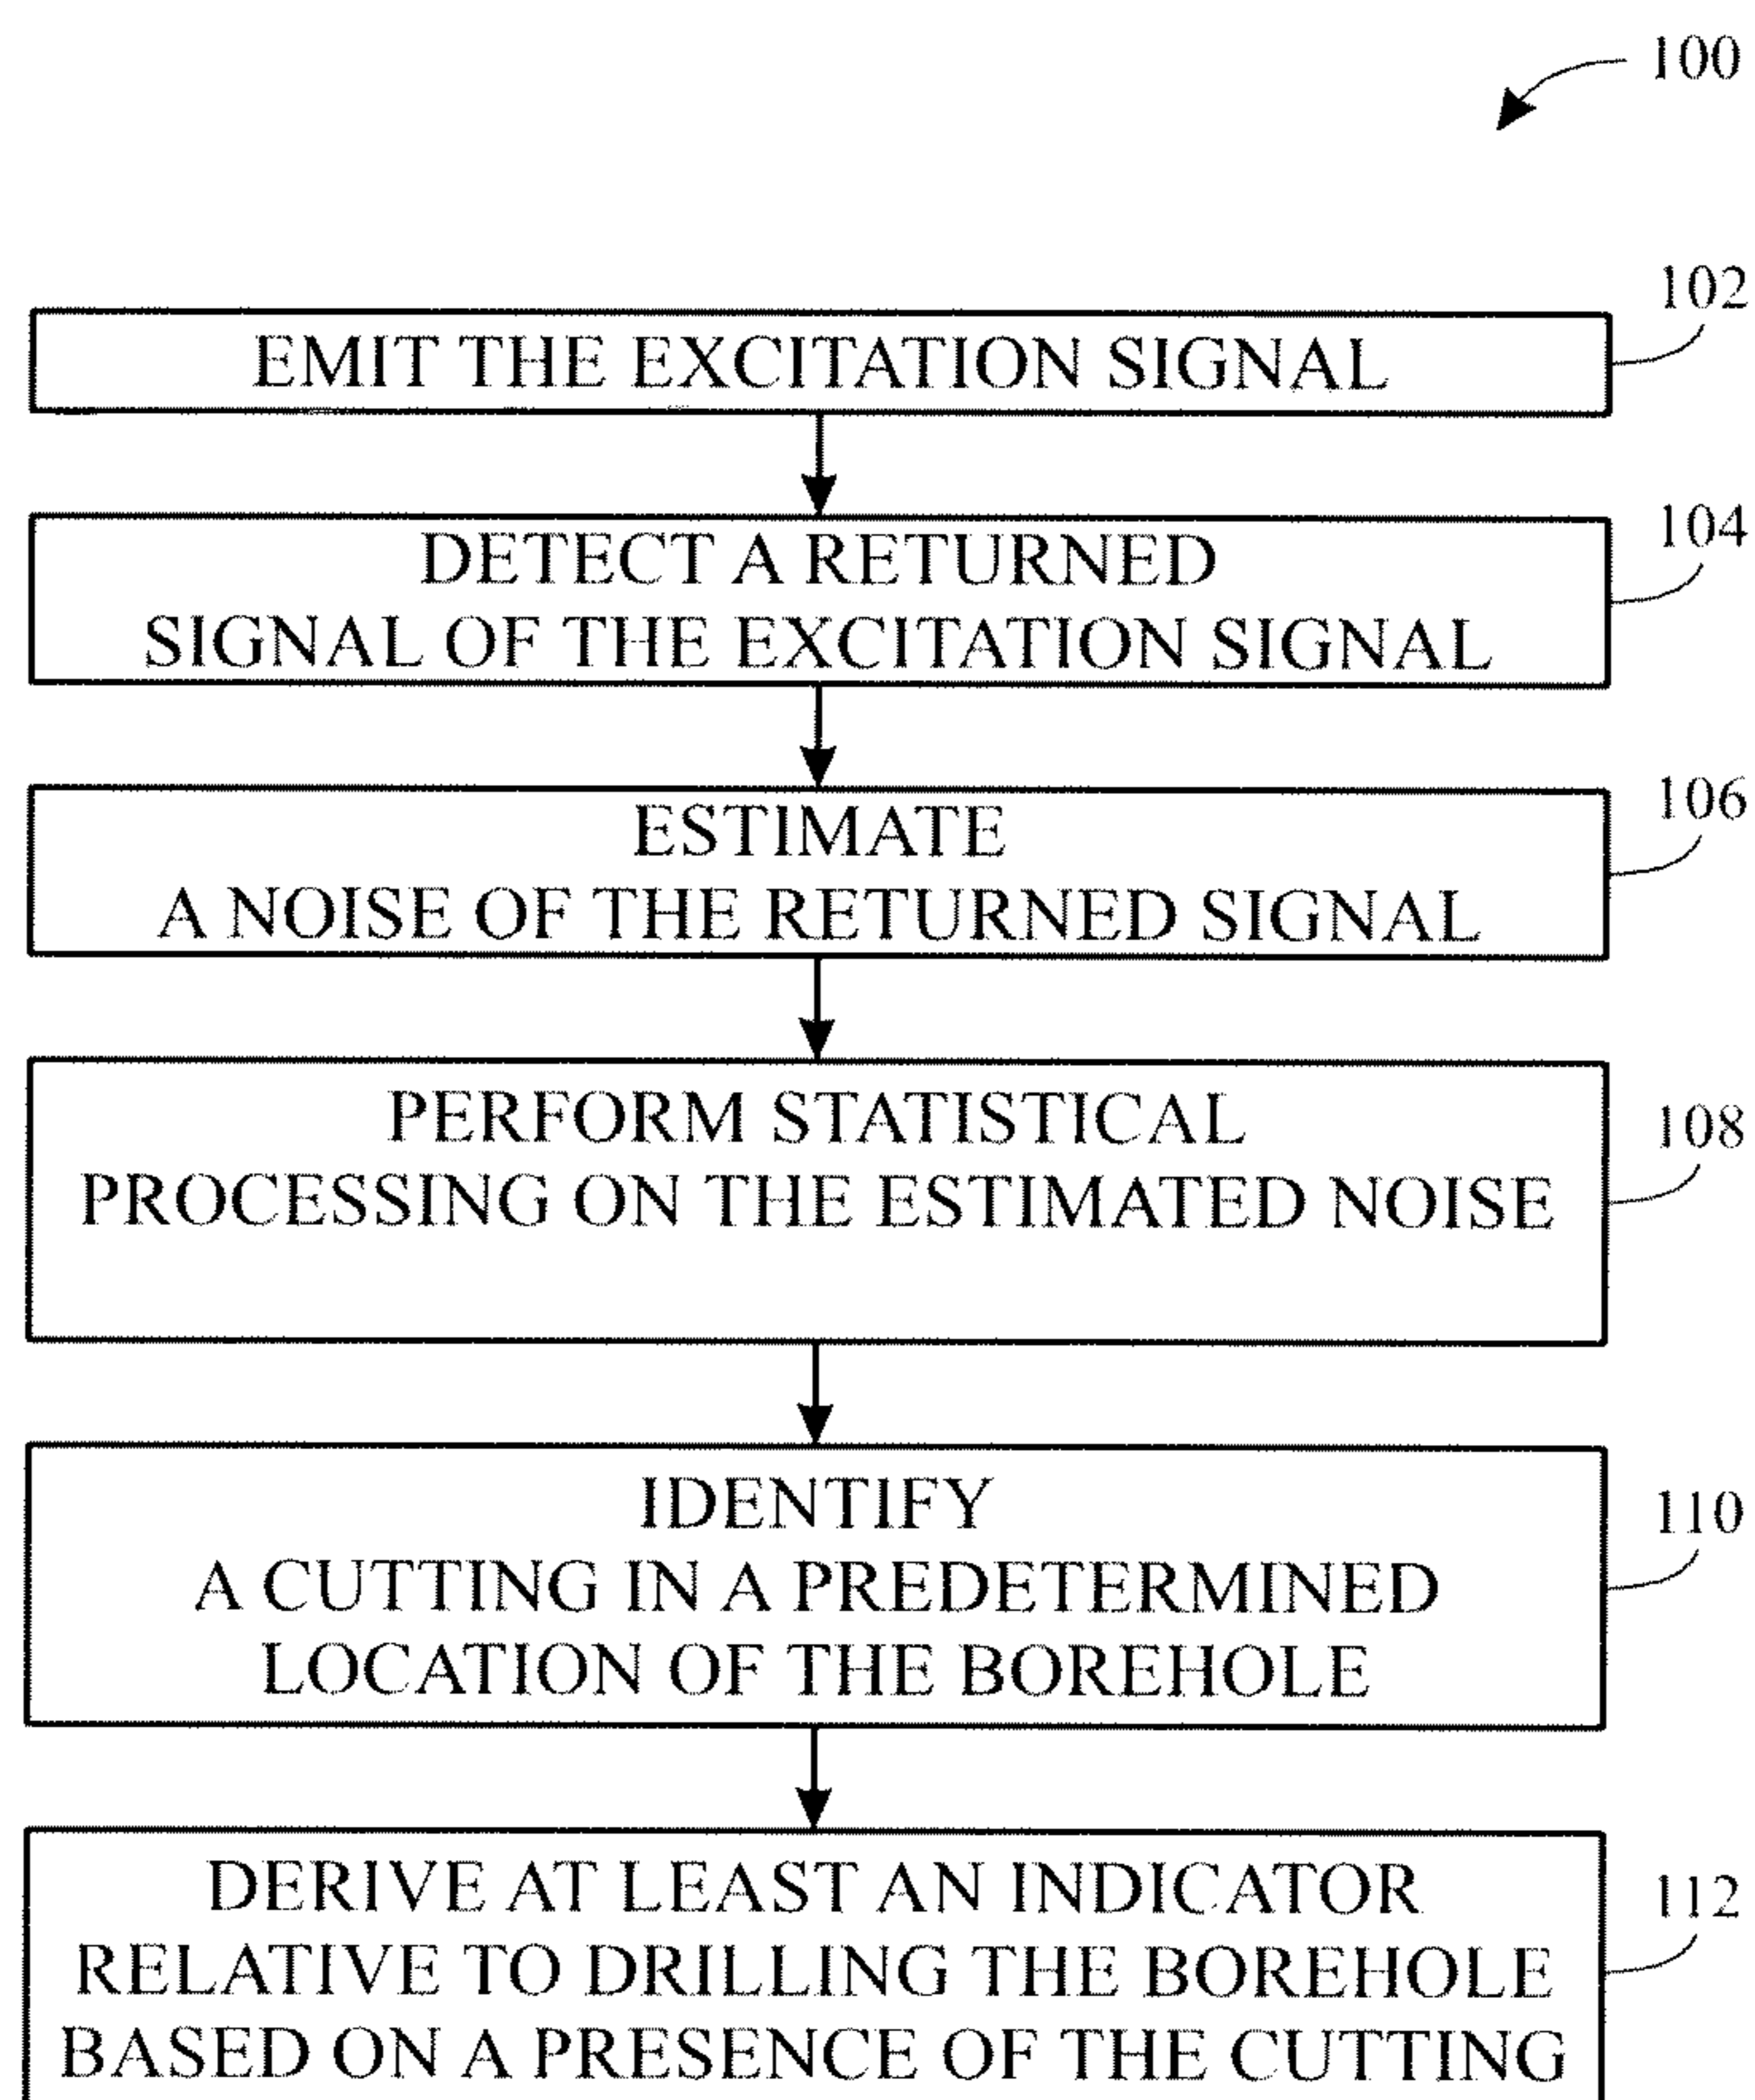 100
102
EMIT THE EXCITATION SIGNAL
104
DETECT A RETURNED
SIGNAL OF THE EXCITATION SIGNAL
106
ESTIMATE
A NOISE OF THE RETURNED SIGNAL
108
PERFORM STATISTICAL
PROCESSING ON THE ESTIMATED NOISE
110
IDENTIFY
A CUTTING IN A PREDETERMINED
LOCATION OF THE BOREHOLE
112
DERIVE AT LEAST AN INDICATOR
RELATIVE TO DRILLING THE BOREHOLE
BASED ON A PRESENCE OF THE CUTTING